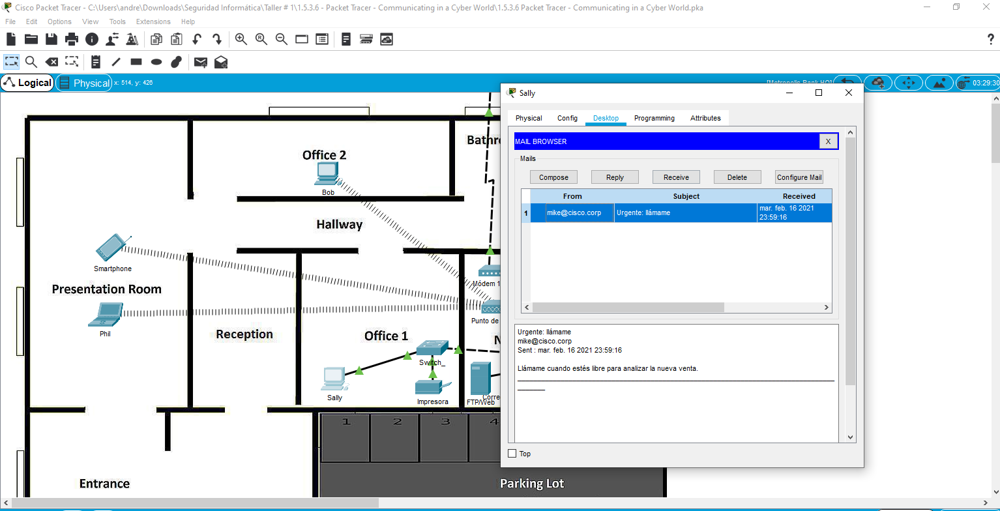 Cisco Packet Tracer - C:\Users\andre\Downloads\Seguridad Informática\Taller # 1\1.5.3.6 - Packet Tracer - Communicating in a Cyber World\1.5.3.6 Packet Tracer - Communicating in a Cyber World.pka
File Edit Options View Tools Extensions Help
?
Logical Physical x: 514, y: 426 [Metropolis Bank HQ] 03:29:30
Sally
Physical Config Desktop Programming Attributes
MAIL BROWSER X
Mails
Compose Reply Receive Delete Configure Mail
From Subject Received
1 mike@cisco.corp Urgente: llámame mar. feb. 16 2021
23:59:16
Urgente: llámame
mike@cisco.corp
Sent : mar. feb. 16 2021 23:59:16
Llámame cuando estés libre para analizar la nueva venta.
Top
Office 2
Bob
Hallway
Smartphone
Presentation Room
Phil
Reception
Office 1
Módem 1
Punto de
Switch_
Sally
Impresora
FTP/Web
Corre
1 2 3 4
Entrance
Parking Lot